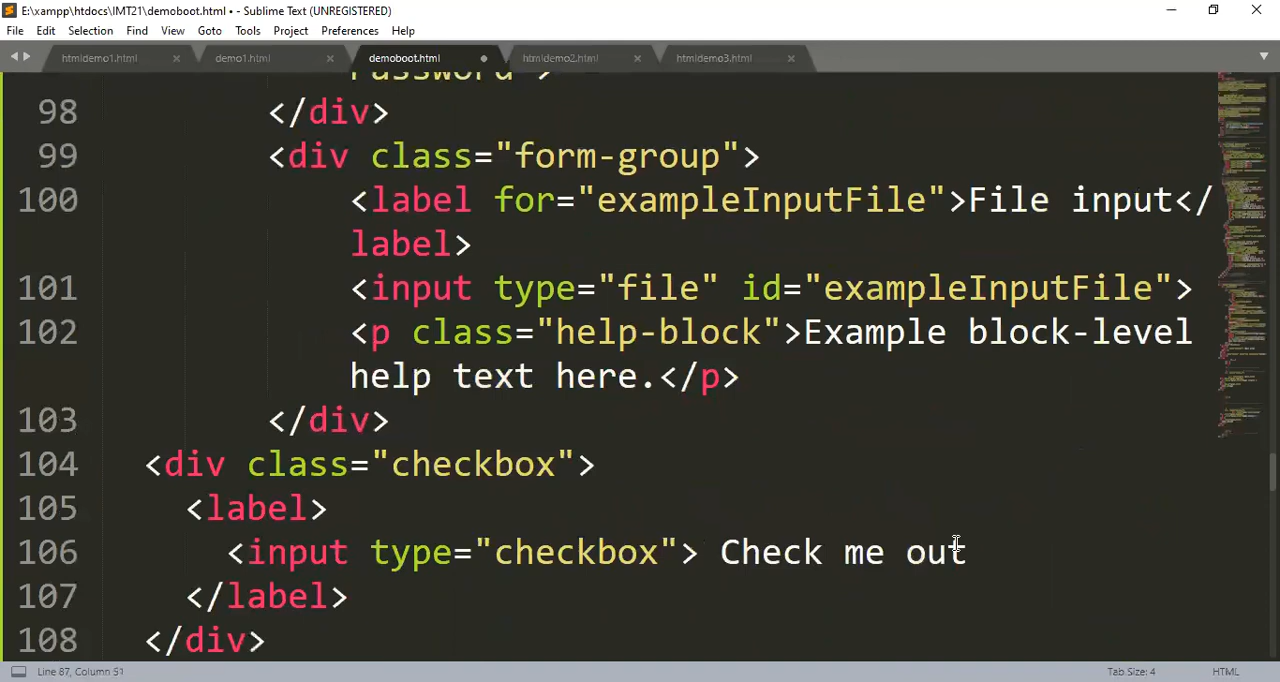 E:\xampp\htdocs\IMT21\demoboot.html • - Sublime Text (UNREGISTERED)
File Edit Selection Find View Goto Tools Project Preferences Help
htmldemo1.html demo1.html demoboot.html htmldemo2.html htmldemo3.html
Password">
98 </div>
99 <div class="form-group">
100 <label for="exampleInputFile">File input</
label>
101 <input type="file" id="exampleInputFile">
102 <p class="help-block">Example block-level
help text here.</p>
103 </div>
104 <div class="checkbox">
105 <label>
106 <input type="checkbox"> Check me out
107 </label>
108 </div>
Line 87, Column 51 Tab Size: 4 HTML